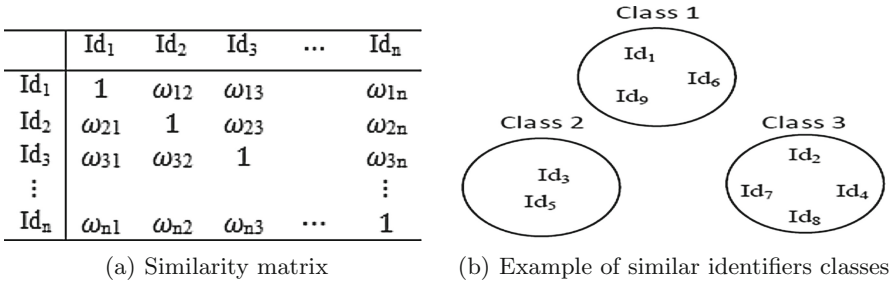 Id₁ Id₂ Id₃ ⋯ Idₙ
Id₁ 1 ω₁₂ ω₁₃ ω₁ₙ
Id₂ ω₂₁ 1 ω₂₃ ω₂ₙ
Id₃ ω₃₁ ω₃₂ 1 ω₃ₙ
⋮ ⋮
Idₙ ωₙ₁ ωₙ₂ ωₙ₃ ⋯ 1
(a) Similarity matrix
Class 1
Id₁
Id₆
Id₉
Class 2
Id₃
Id₅
Class 3
Id₂
Id₇ Id₄
Id₈
(b) Example of similar identifiers classes